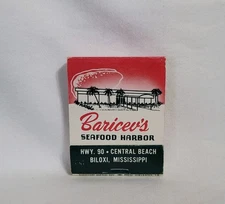 Baricev's
SEAFOOD HARBOR
HWY. 90 • CENTRAL BEACH
BILOXI, MISSISSIPPI